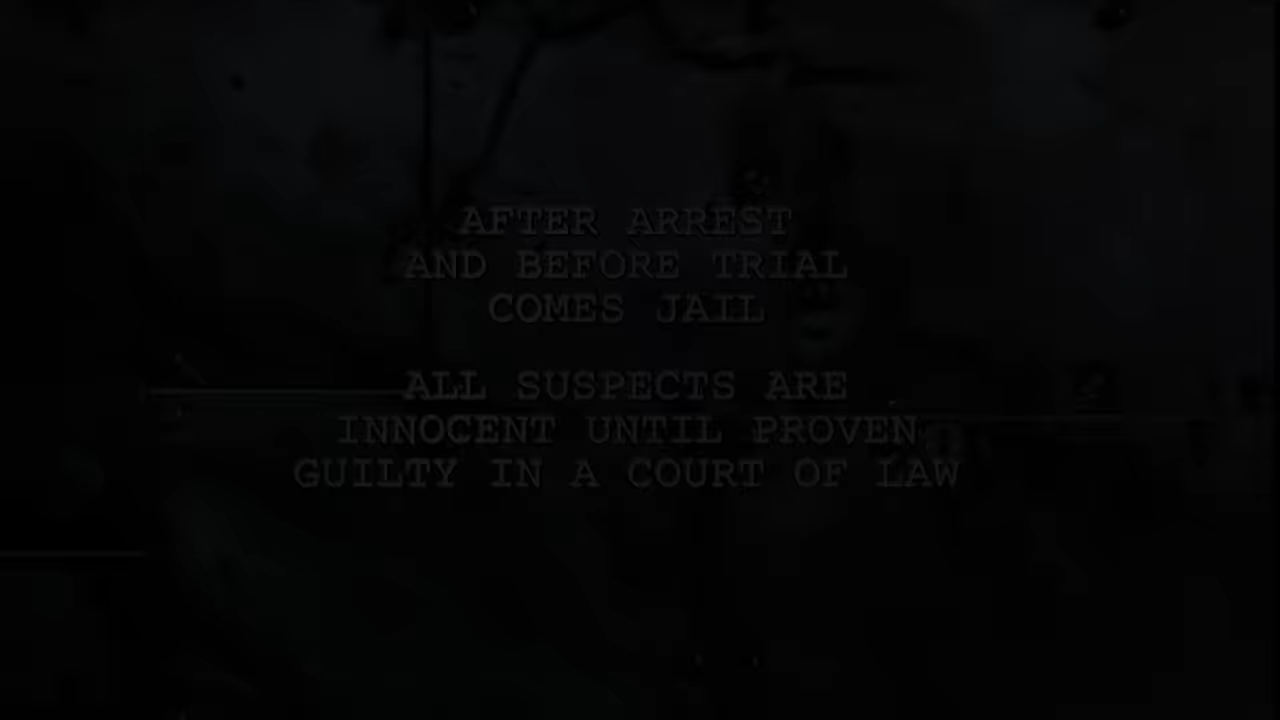 AFTER ARREST
AND BEFORE TRIAL
COMES JAIL
ALL SUSPECTS ARE
INNOCENT UNTIL PROVEN
GUILTY IN A COURT OF LAW